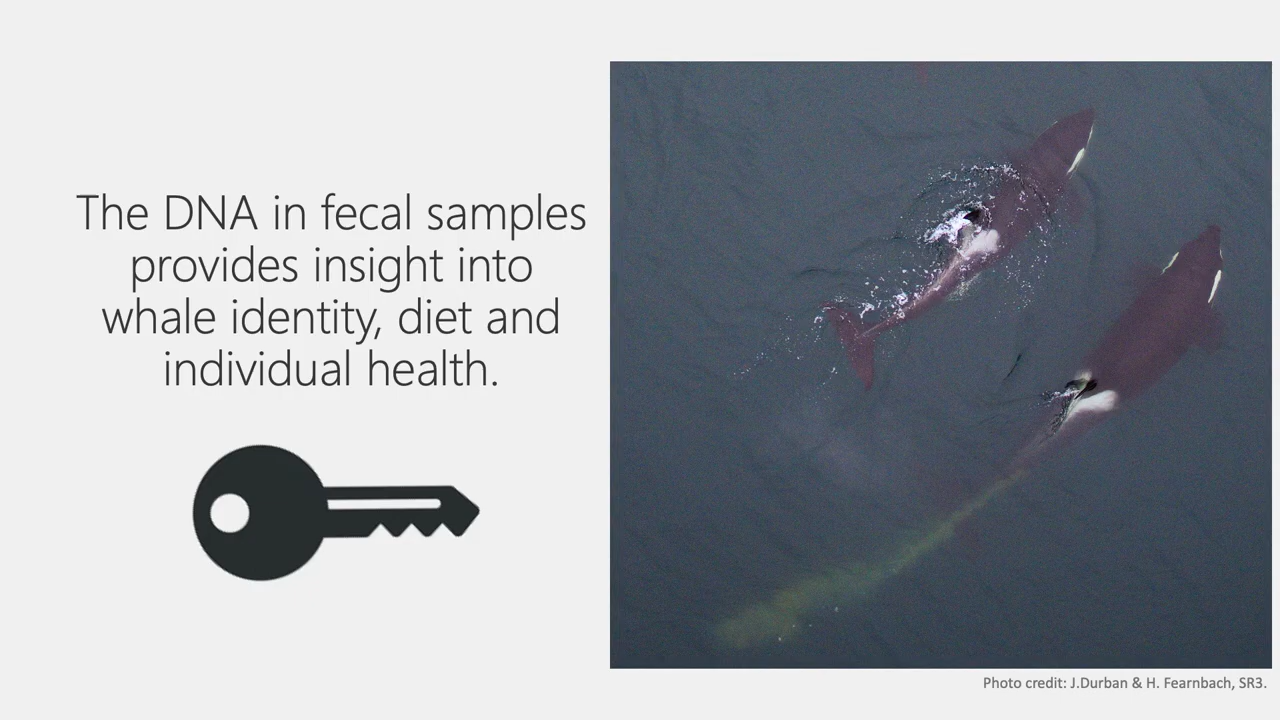 The DNA in fecal samples
provides insight into
whale identity, diet and
individual health.
Photo credit: J.Durban & H. Fearnbach, SR3.